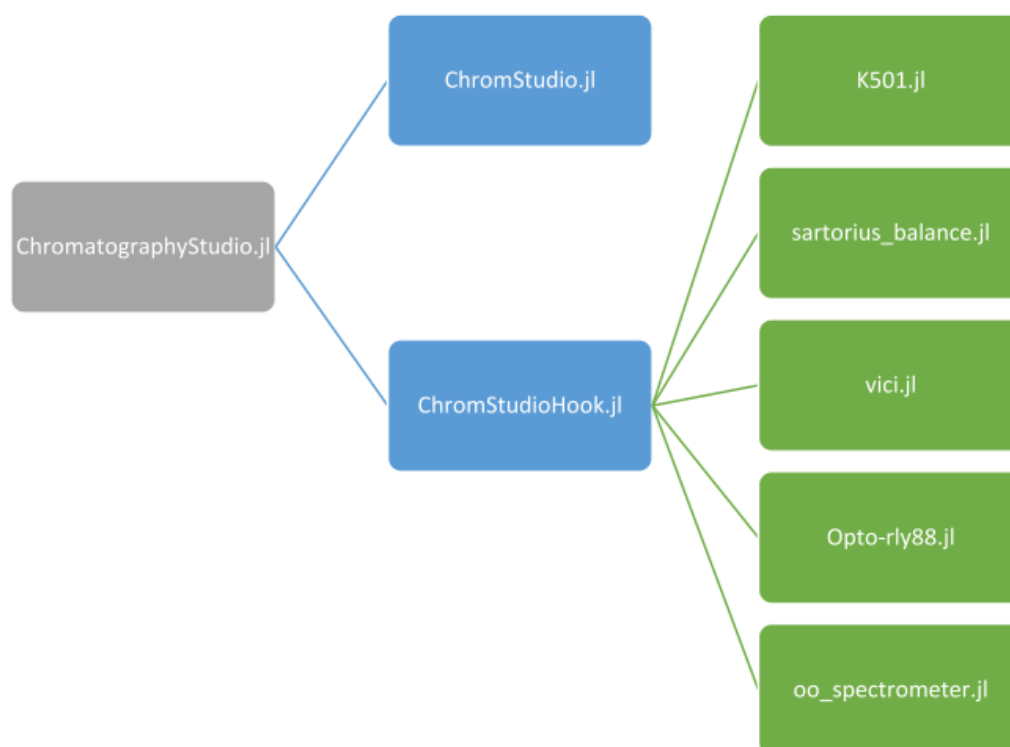 ChromatographyStudio.jl
ChromStudio.jl
ChromStudioHook.jl
K501.jl
sartorius_balance.jl
vici.jl
Opto-rly88.jl
oo_spectrometer.jl